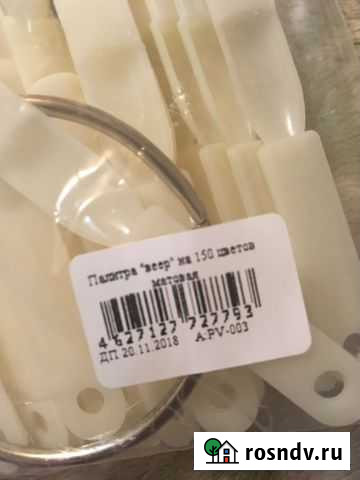 Палитра "веер" на 150 цветов
матовая
4 627127 727793
ДП 20.11.2018 APV-003
rosndv.ru